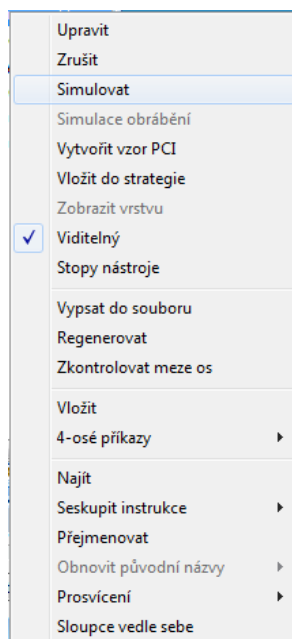 Upravit
Zrušit
Simulovat
Simulace obrábění
Vytvořit vzor PCI
Vložit do strategie
Zobrazit vrstvu
Viditelný
Stopy nástroje
Vypsat do souboru
Regenerovat
Zkontrolovat meze os
Vložit
4-osé příkazy
Najít
Seskupit instrukce
Přejmenovat
Obnovit původní názvy
Prosvícení
Sloupce vedle sebe